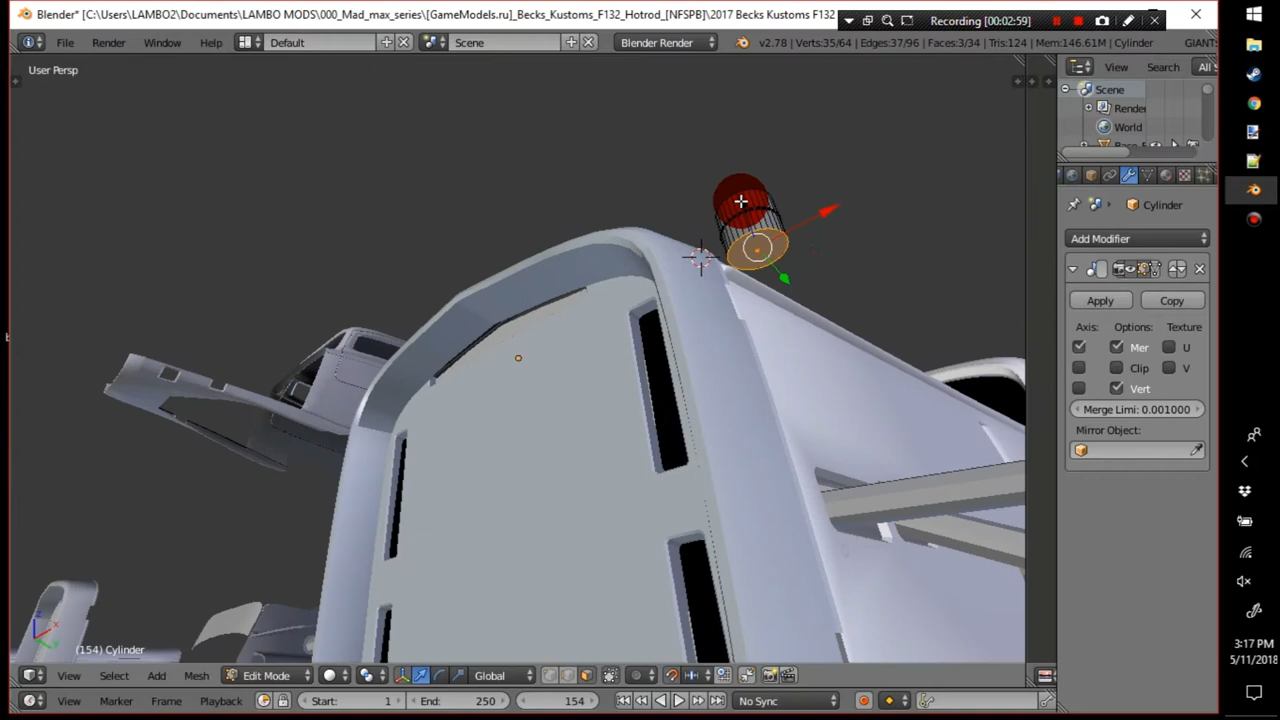 Blender* [C:\Users\LAMBO2\Documents\LAMBO MODS\000_Mad_max_series\[GameModels.ru]_Becks_Kustoms_F132_Hotrod_[NFSPB]\2017 Becks Kustoms F132
Recording [00:02:59]
File Render Window Help Default Scene Blender Render v2.78 | Verts:35/64 | Edges:37/96 | Faces:3/34 | Tris:124 | Mem:146.61M | Cylinder GIANTS
User Persp
View Search All S
Scene
Render
World
Cylinder
Add Modifier
Apply Copy
Axis: Options: Texture
Mer U
Clip V
Vert
Merge Limi: 0.001000
Mirror Object:
(154) Cylinder
View Select Add Mesh Edit Mode Global
View Marker Frame Playback Start: 1 End: 250 154 No Sync
3:17 PM
5/11/2018